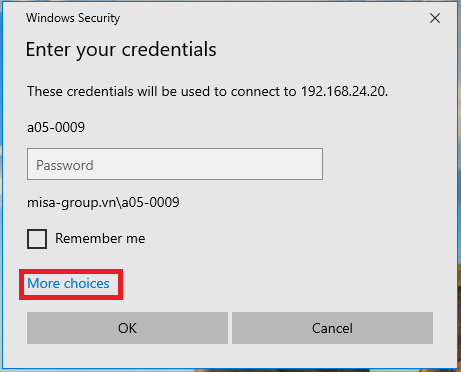 Windows Security
Enter your credentials
These credentials will be used to connect to 192.168.24.20.
a05-0009
Password
misa-group.vn\a05-0009
Remember me
More choices
OK
Cancel